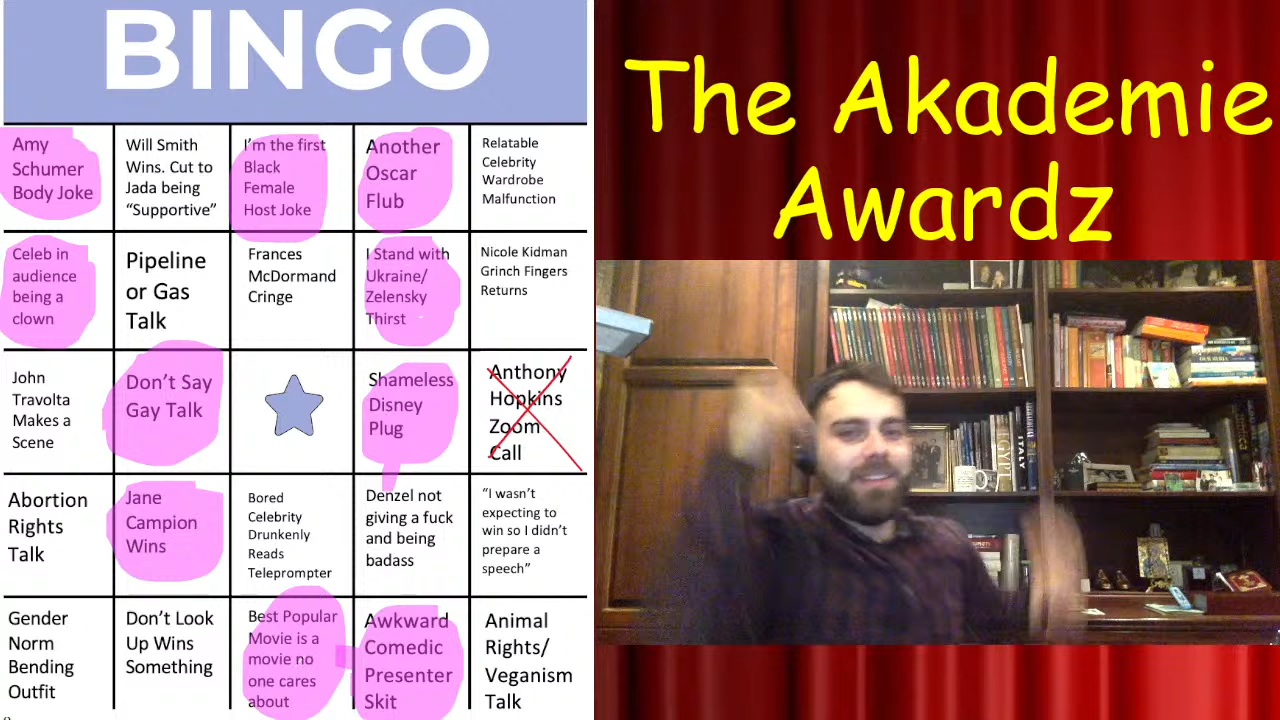 BINGO
Amy
Schumer
Body Joke
Will Smith
Wins. Cut to
Jada being
“Supportive”
I’m the first
Black
Female
Host Joke
Another
Oscar
Flub
Relatable
Celebrity
Wardrobe
Malfunction
Celeb in
audience
being a
clown
Pipeline
or Gas
Talk
Frances
McDormand
Cringe
I Stand with
Ukraine/
Zelensky
Thirst
Nicole Kidman
Grinch Fingers
Returns
John
Travolta
Makes a
Scene
Don’t Say
Gay Talk
Shameless
Disney
Plug
Anthony
Hopkins
Zoom
Call
Abortion
Rights
Talk
Jane
Campion
Wins
Bored
Celebrity
Drunkenly
Reads
Teleprompter
Denzel not
giving a fuck
and being
badass
“I wasn’t
expecting to
win so I didn’t
prepare a
speech”
Gender
Norm
Bending
Outfit
Don’t Look
Up Wins
Something
Best Popular
Movie is a
movie no
one cares
about
Awkward
Comedic
Presenter
Skit
Animal
Rights/
Veganism
Talk
The Akademie
Awardz
EGYPT
ITALY